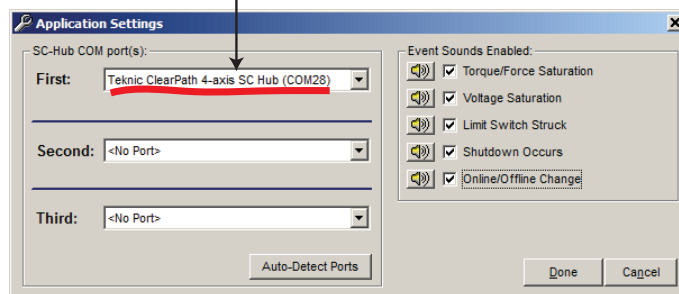 Application Settings
SC-Hub COM port(s):
First: Teknic ClearPath 4-axis SC Hub (COM28)
Second: <No Port>
Third: <No Port>
Auto-Detect Ports
Event Sounds Enabled:
Torque/Force Saturation
Voltage Saturation
Limit Switch Struck
Shutdown Occurs
Online/Offline Change
Done Cancel